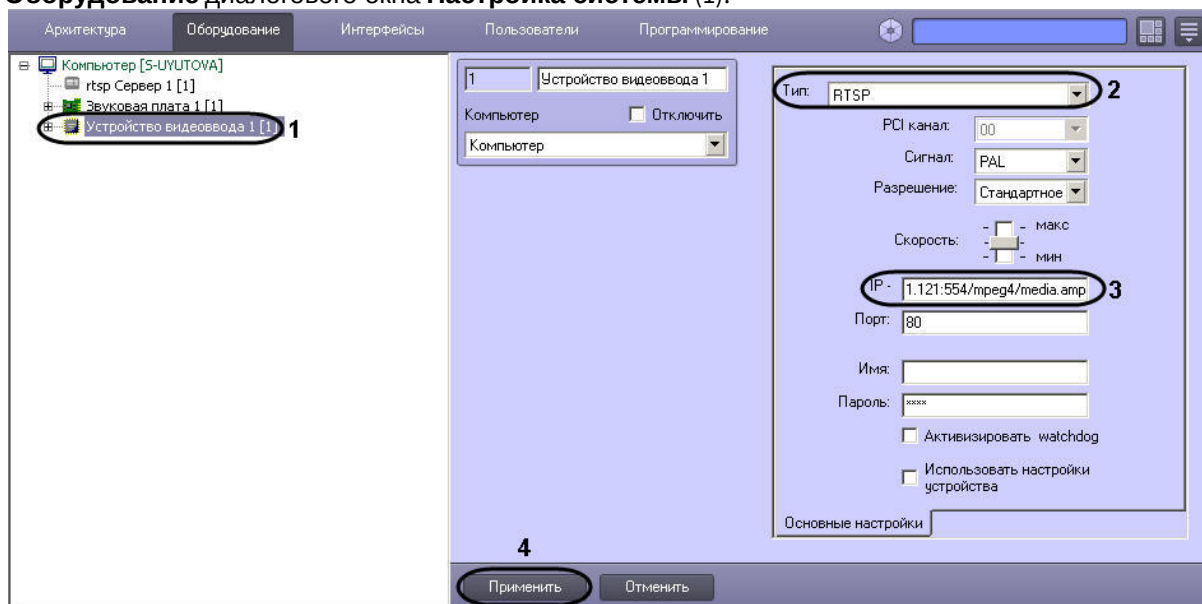 Оборудование диалогового окна Настройка системы (1).
Архитектура Оборудование Интерфейсы Пользователи Программирование
Компьютер [S-UYUTOVA]
rtsp Сервер 1 [1]
Звуковая плата 1 [1]
Устройство видеоввода 1 [1] 1
1 Устройство видеоввода 1
Компьютер Отключить
Компьютер
Тип: RTSP 2
PCI канал: 00
Сигнал: PAL
Разрешение: Стандартное
Скорость: - - макс
- -
- - мин
IP - 1.121:554/mpeg4/media.amp 3
Порт: 80
Имя:
Пароль: xxxx
Активизировать watchdog
Использовать настройки
устройства
Основные настройки
4
Применить Отменить